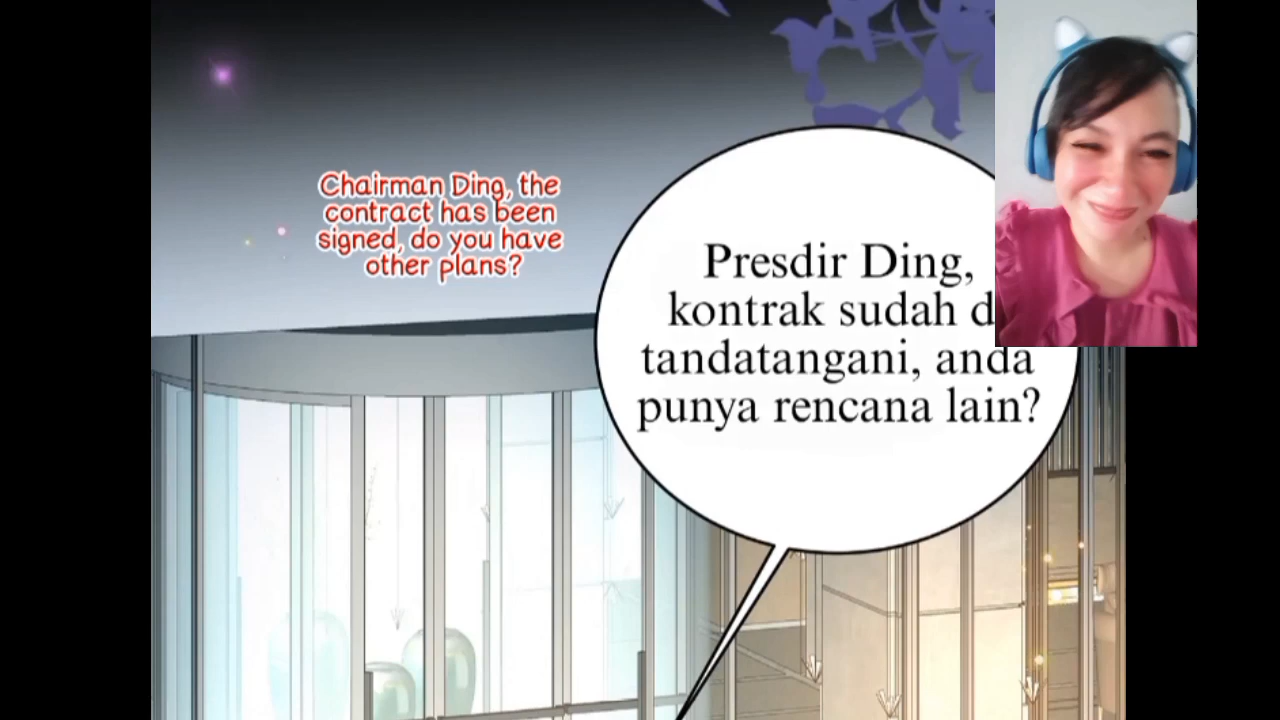 Chairman Ding, the
contract has been
signed, do you have
other plans?
Presdir Ding,
kontrak sudah d
tandatangani, anda
punya rencana lain?